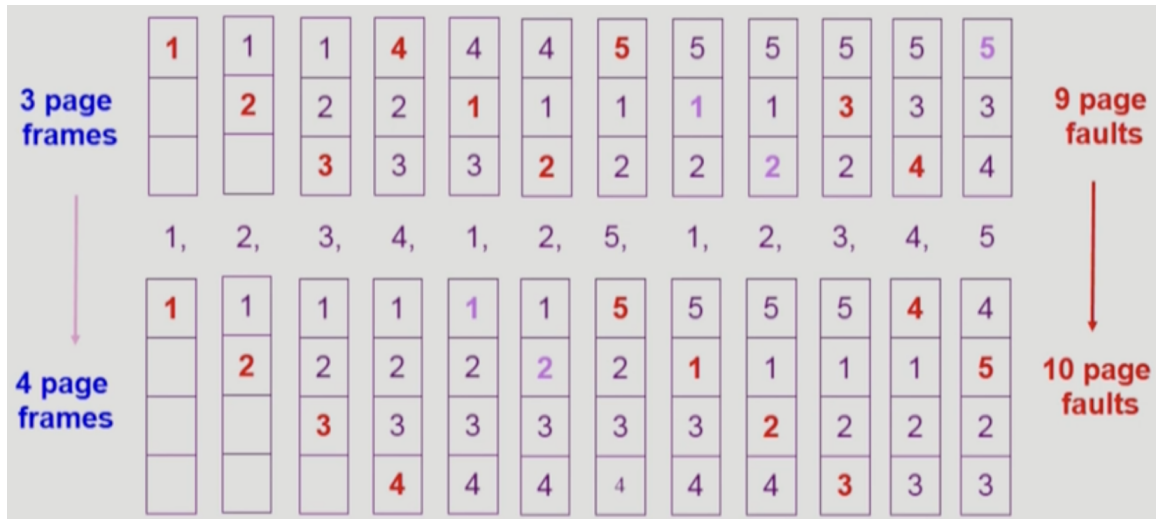 1 1 1 4 4 4 5 5 5 5 5 5
3 page frames
2 2 2 1 1 1 1 1 3 3 3
9 page faults
3 3 3 2 2 2 2 2 4 4
1, 2, 3, 4, 1, 2, 5, 1, 2, 3, 4, 5
1 1 1 1 1 1 5 5 5 5 4 4
2 2 2 2 2 2 1 1 1 1 5
4 page frames
10 page faults
3 3 3 3 3 3 2 2 2 2
4 4 4 4 4 4 3 3 3